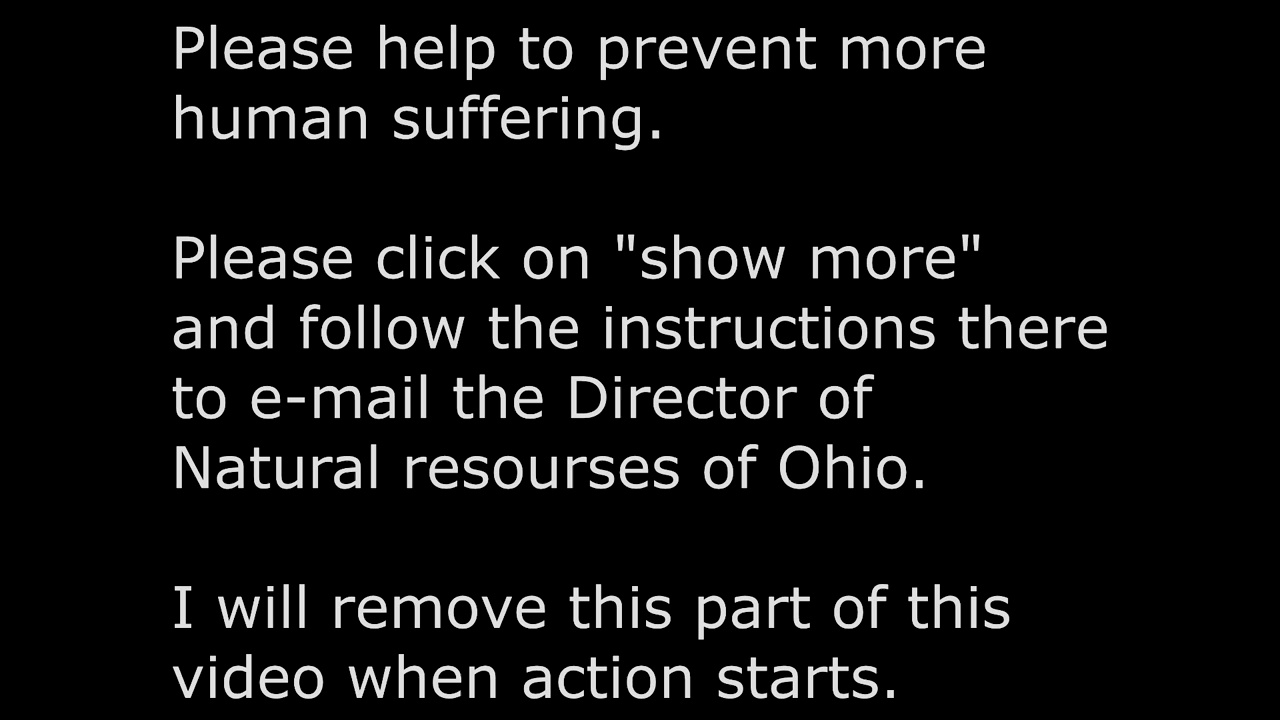 Please help to prevent more
human suffering.
Please click on "show more"
and follow the instructions there
to e-mail the Director of
Natural resourses of Ohio.
I will remove this part of this
video when action starts.